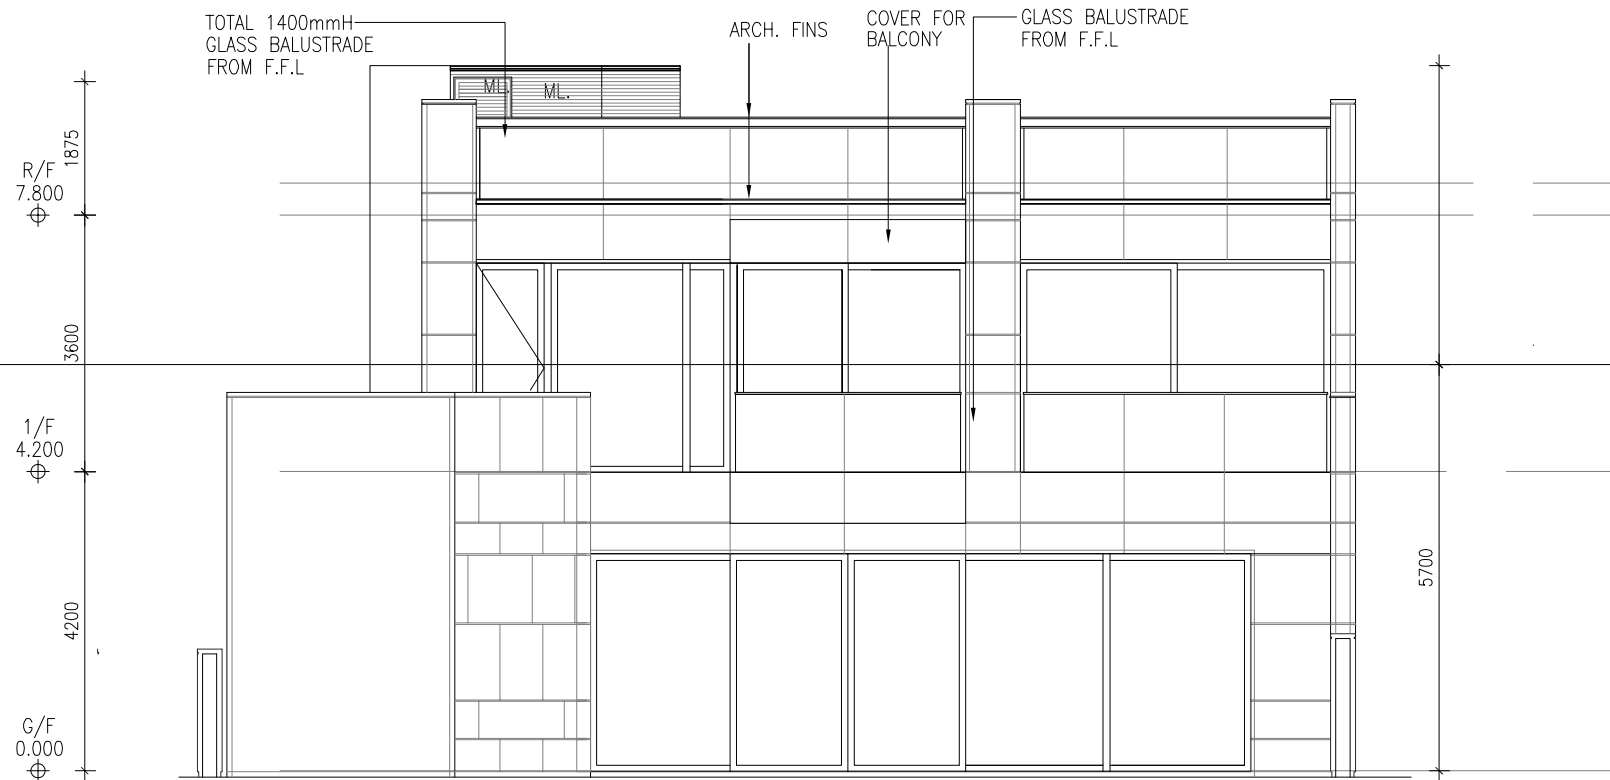 TOTAL 1400mmH
GLASS BALUSTRADE
FROM F.F.L
ARCH. FINS
COVER FOR
BALCONY
GLASS BALUSTRADE
FROM F.F.L
ML.
ML.
1875
R/F
7.800
3600
1/F
4.200
4200
5700
G/F
0.000